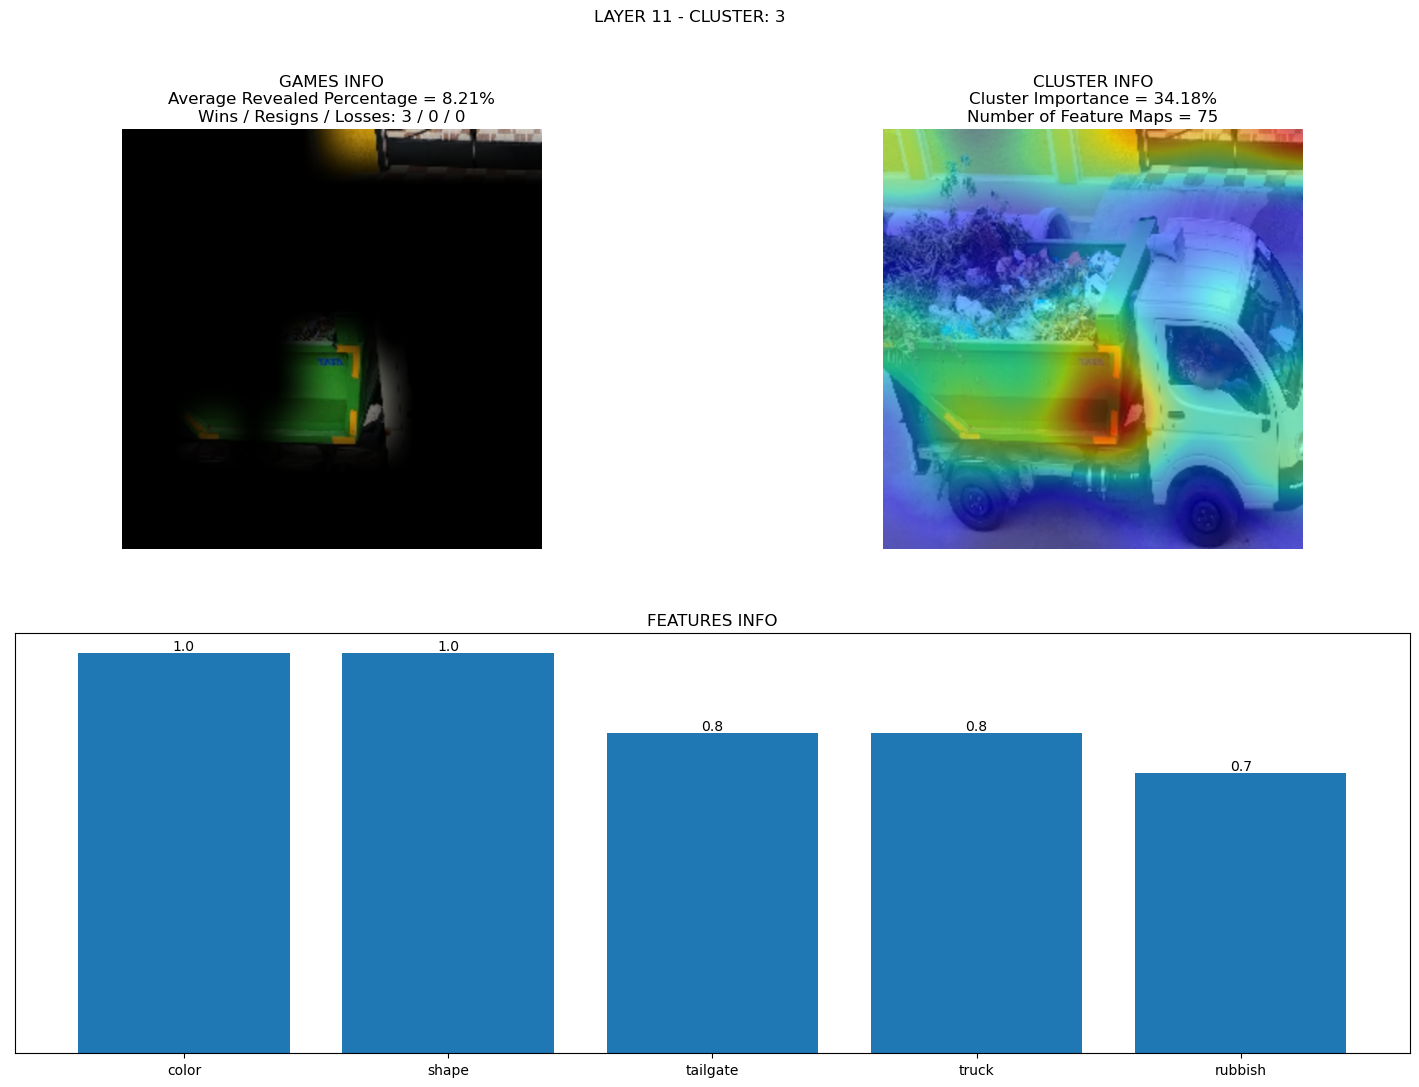 LAYER 11 - CLUSTER: 3
GAMES INFO
Average Revealed Percentage = 8.21%
Wins / Resigns / Losses: 3 / 0 / 0
CLUSTER INFO
Cluster Importance = 34.18%
Number of Feature Maps = 75
TATA
TATA
FEATURES INFO
1.0
1.0
0.8
0.8
0.7
color
shape
tailgate
truck
rubbish